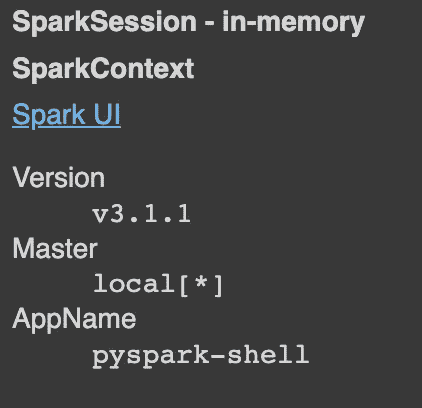 SparkSession - in-memory
SparkContext
Spark UI
Version
v3.1.1
Master
local[*]
AppName
pyspark-shell